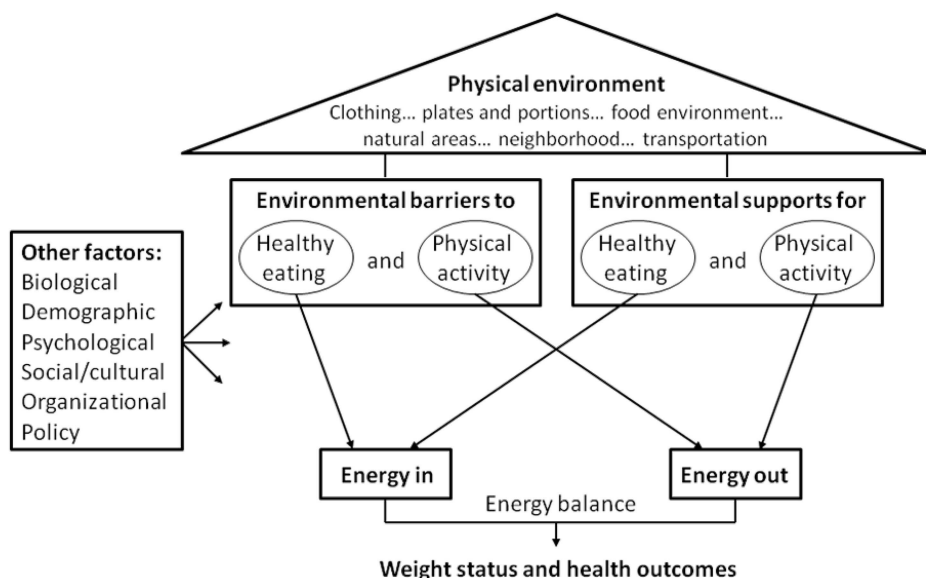 Physical environment
Clothing... plates and portions... food environment...
natural areas... neighborhood... transportation
Environmental barriers to
Healthy
eating
and
Physical
activity
Environmental supports for
Healthy
eating
and
Physical
activity
Other factors:
Biological
Demographic
Psychological
Social/cultural
Organizational
Policy
Energy in
Energy out
Energy balance
Weight status and health outcomes